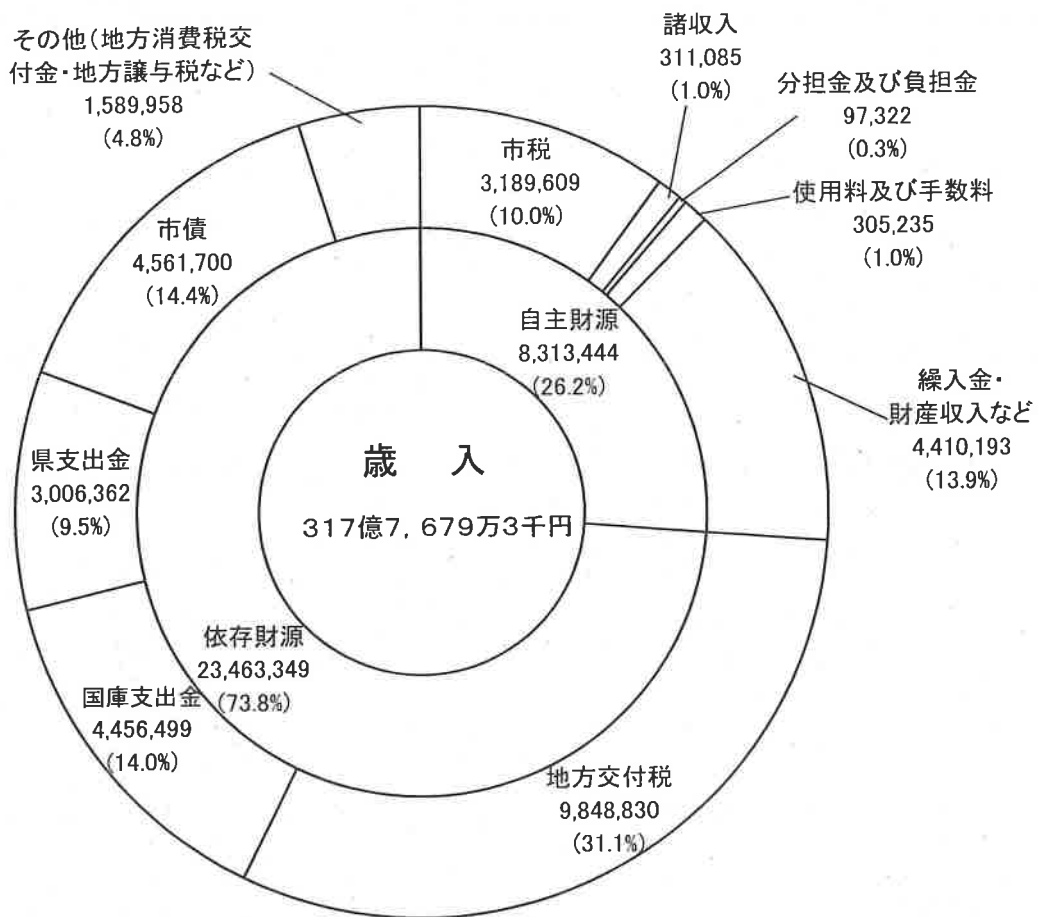 その他(地方消費税交
付金・地方譲与税など)
1,589,958
(4.8%)
諸収入
311,085
(1.0%)
分担金及び負担金
97,322
(0.3%)
使用料及び手数料
305,235
(1.0%)
市税
3,189,609
(10.0%)
市債
4,561,700
(14.4%)
自主財源
8,313,444
(26.2%)
繰入金・
財産収入など
4,410,193
(13.9%)
県支出金
3,006,362
(9.5%)
歳 入
317億7,679万3千円
依存財源
23,463,349
(73.8%)
国庫支出金
4,456,499
(14.0%)
地方交付税
9,848,830
(31.1%)